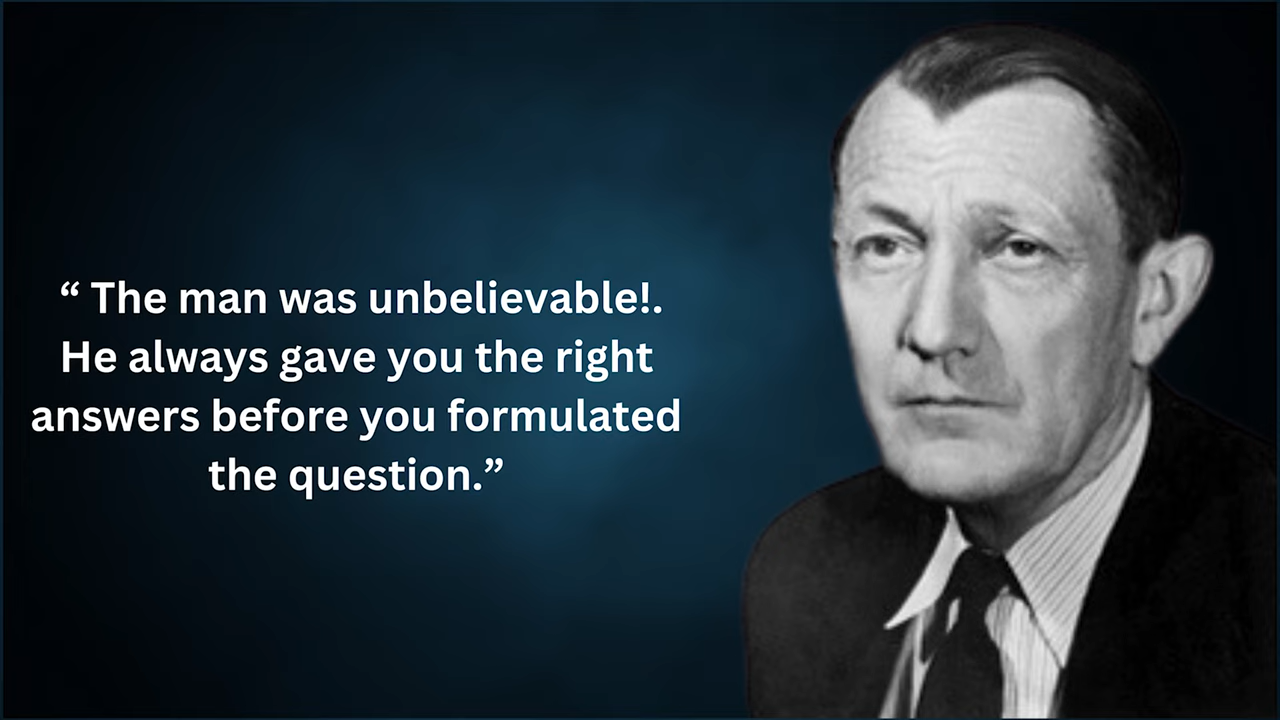 “ The man was unbelievable!.
He always gave you the right
answers before you formulated
the question.”